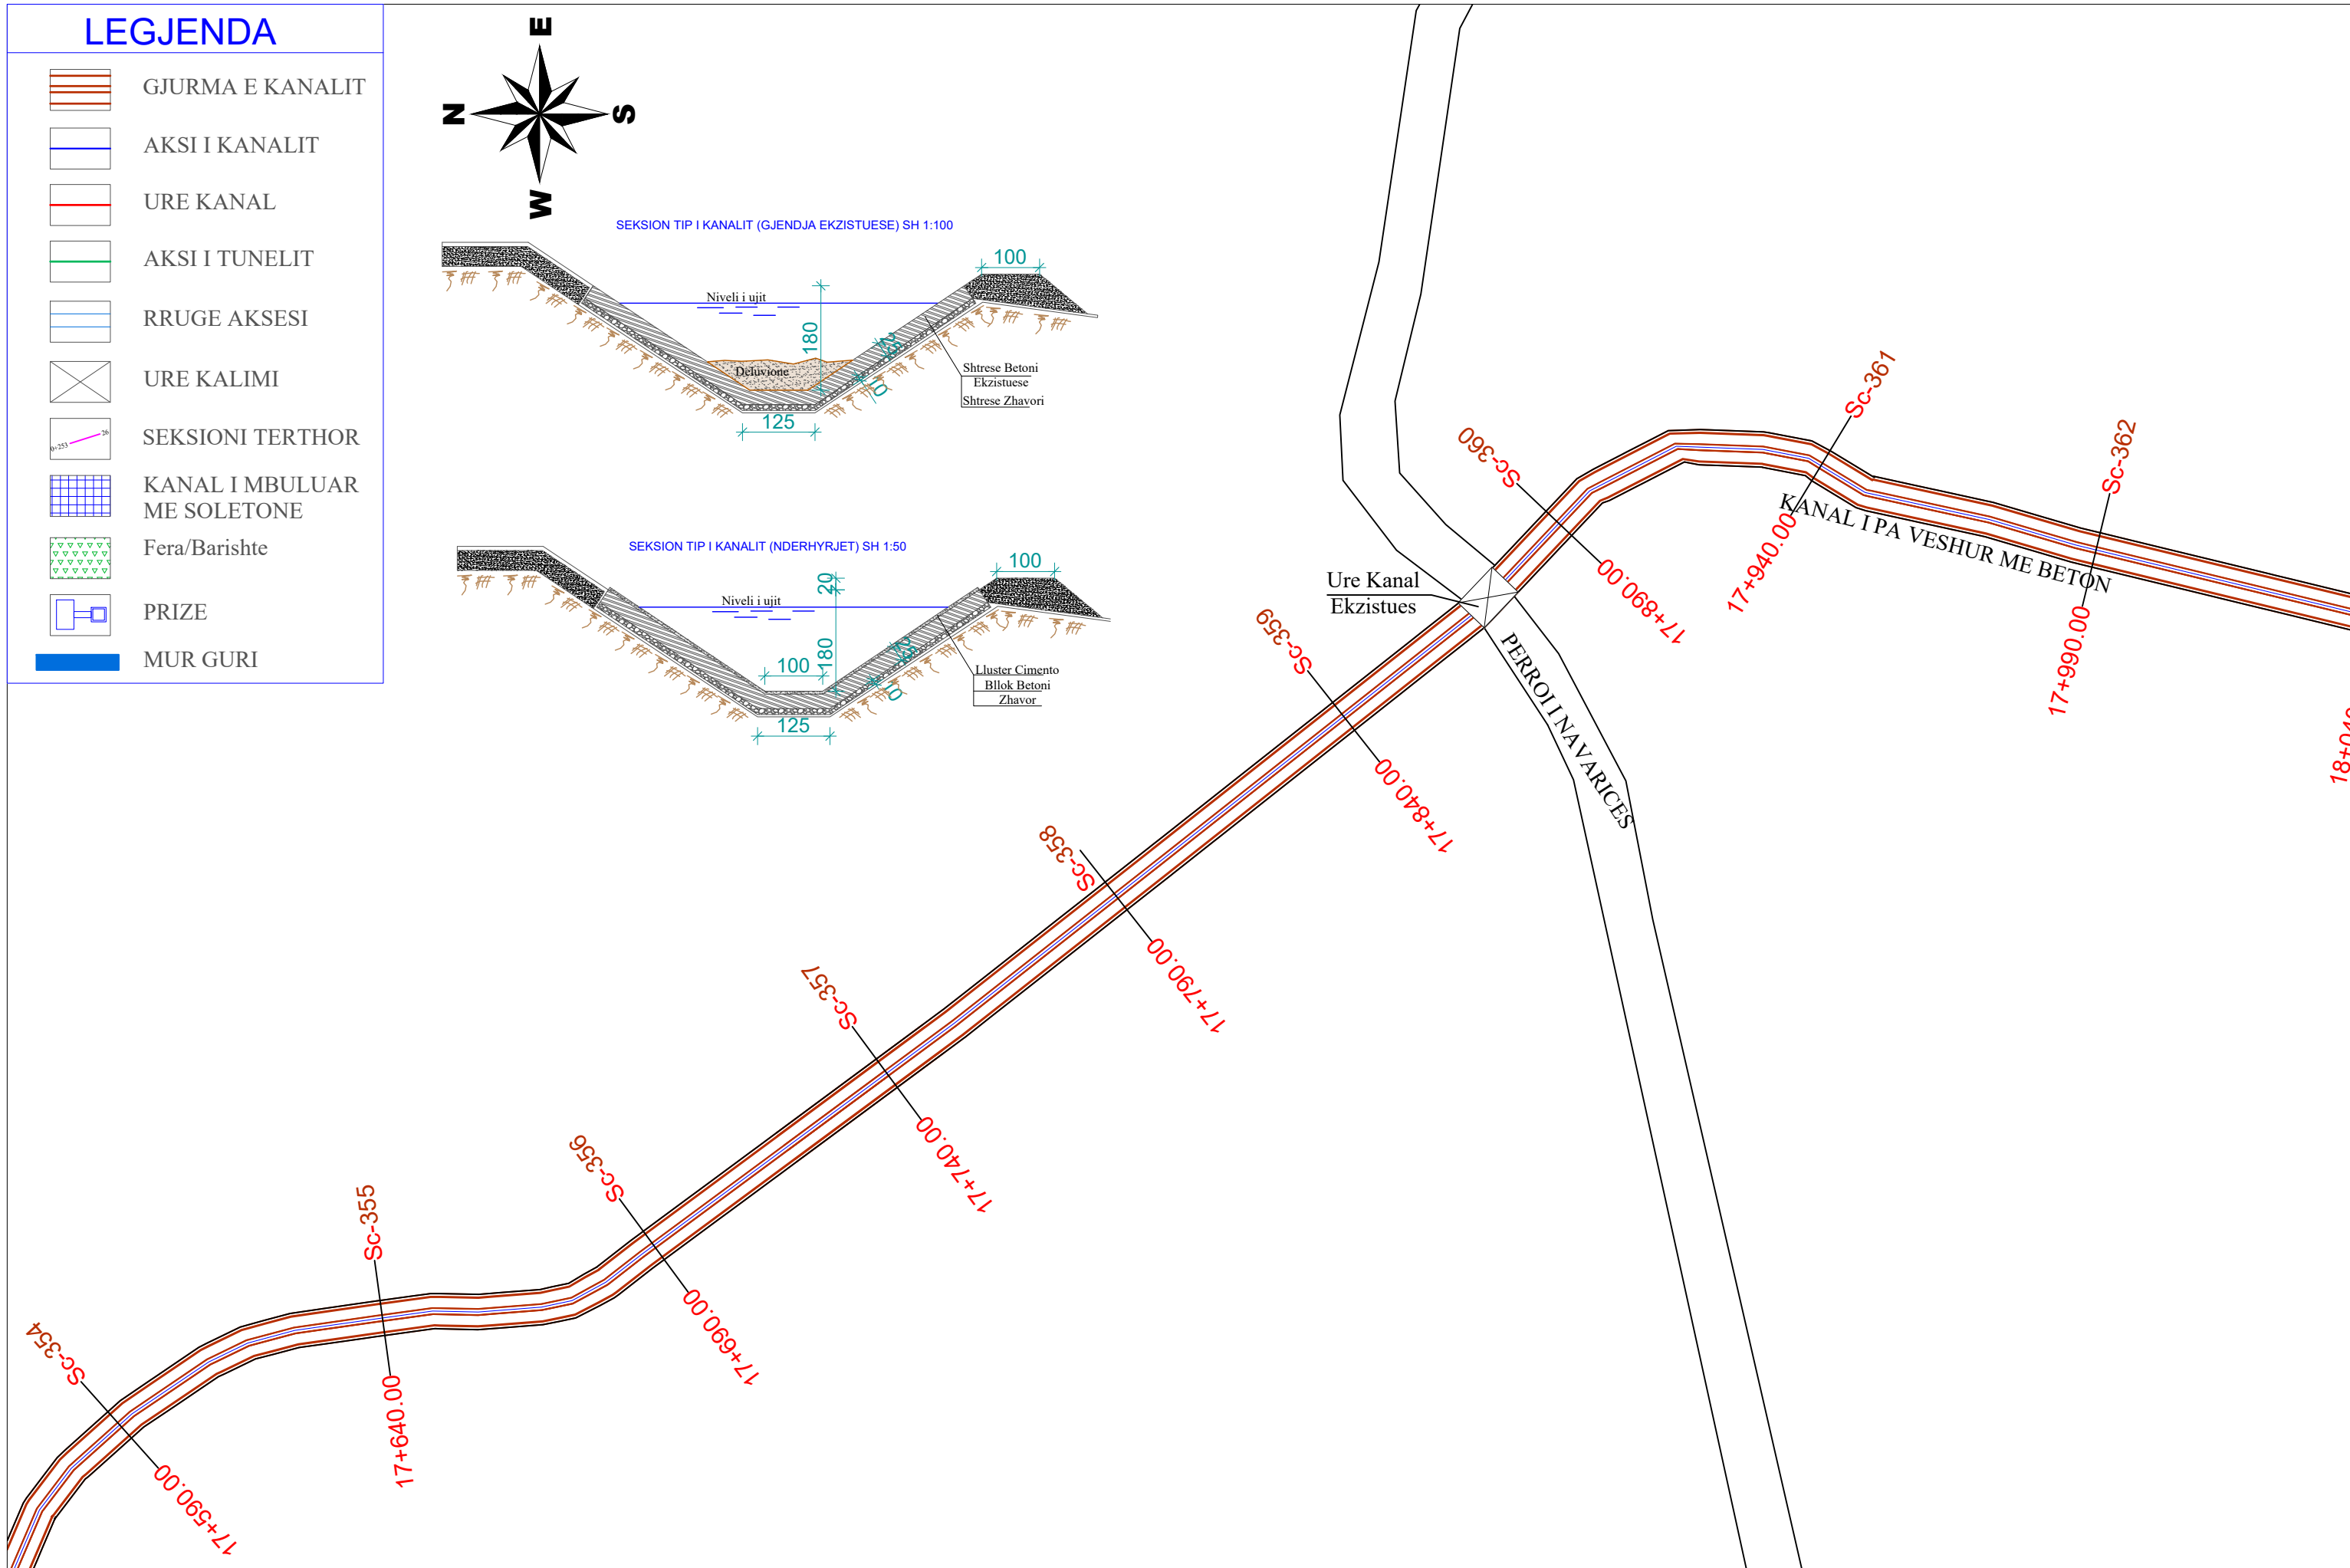 LEGJENDA
GJURMA E KANALIT
AKSI I KANALIT
URE KANAL
AKSI I TUNELIT
RRUGE AKSESI
URE KALIMI
0+253
26
SEKSIONI TERTHOR
KANAL I MBULUAR
ME SOLETONE
Fera/Barishte
PRIZE
MUR GURI
E
N
S
W
SEKSION TIP I KANALIT (GJENDJA EKZISTUESE) SH 1:100
100
Niveli i ujit
180
Deluvione
10
125
Shtrese Betoni
Ekzistuese
Shtrese Zhavori
SEKSION TIP I KANALIT (NDERHYRJET) SH 1:50
100
20
Niveli i ujit
180
100
10
125
Lluster Cimento
Bllok Betoni
Zhavor
Sc-354
17+590.00
Sc-355
17+640.00
Sc-356
17+690.00
Sc-357
17+740.00
Sc-358
17+790.00
Sc-359
17+840.00
Ure Kanal
Ekzistues
PERROI I NAVARICES
Sc-360
17+890.00
Sc-361
17+940.00
KANAL I PA VESHUR ME BETON
Sc-362
17+990.00